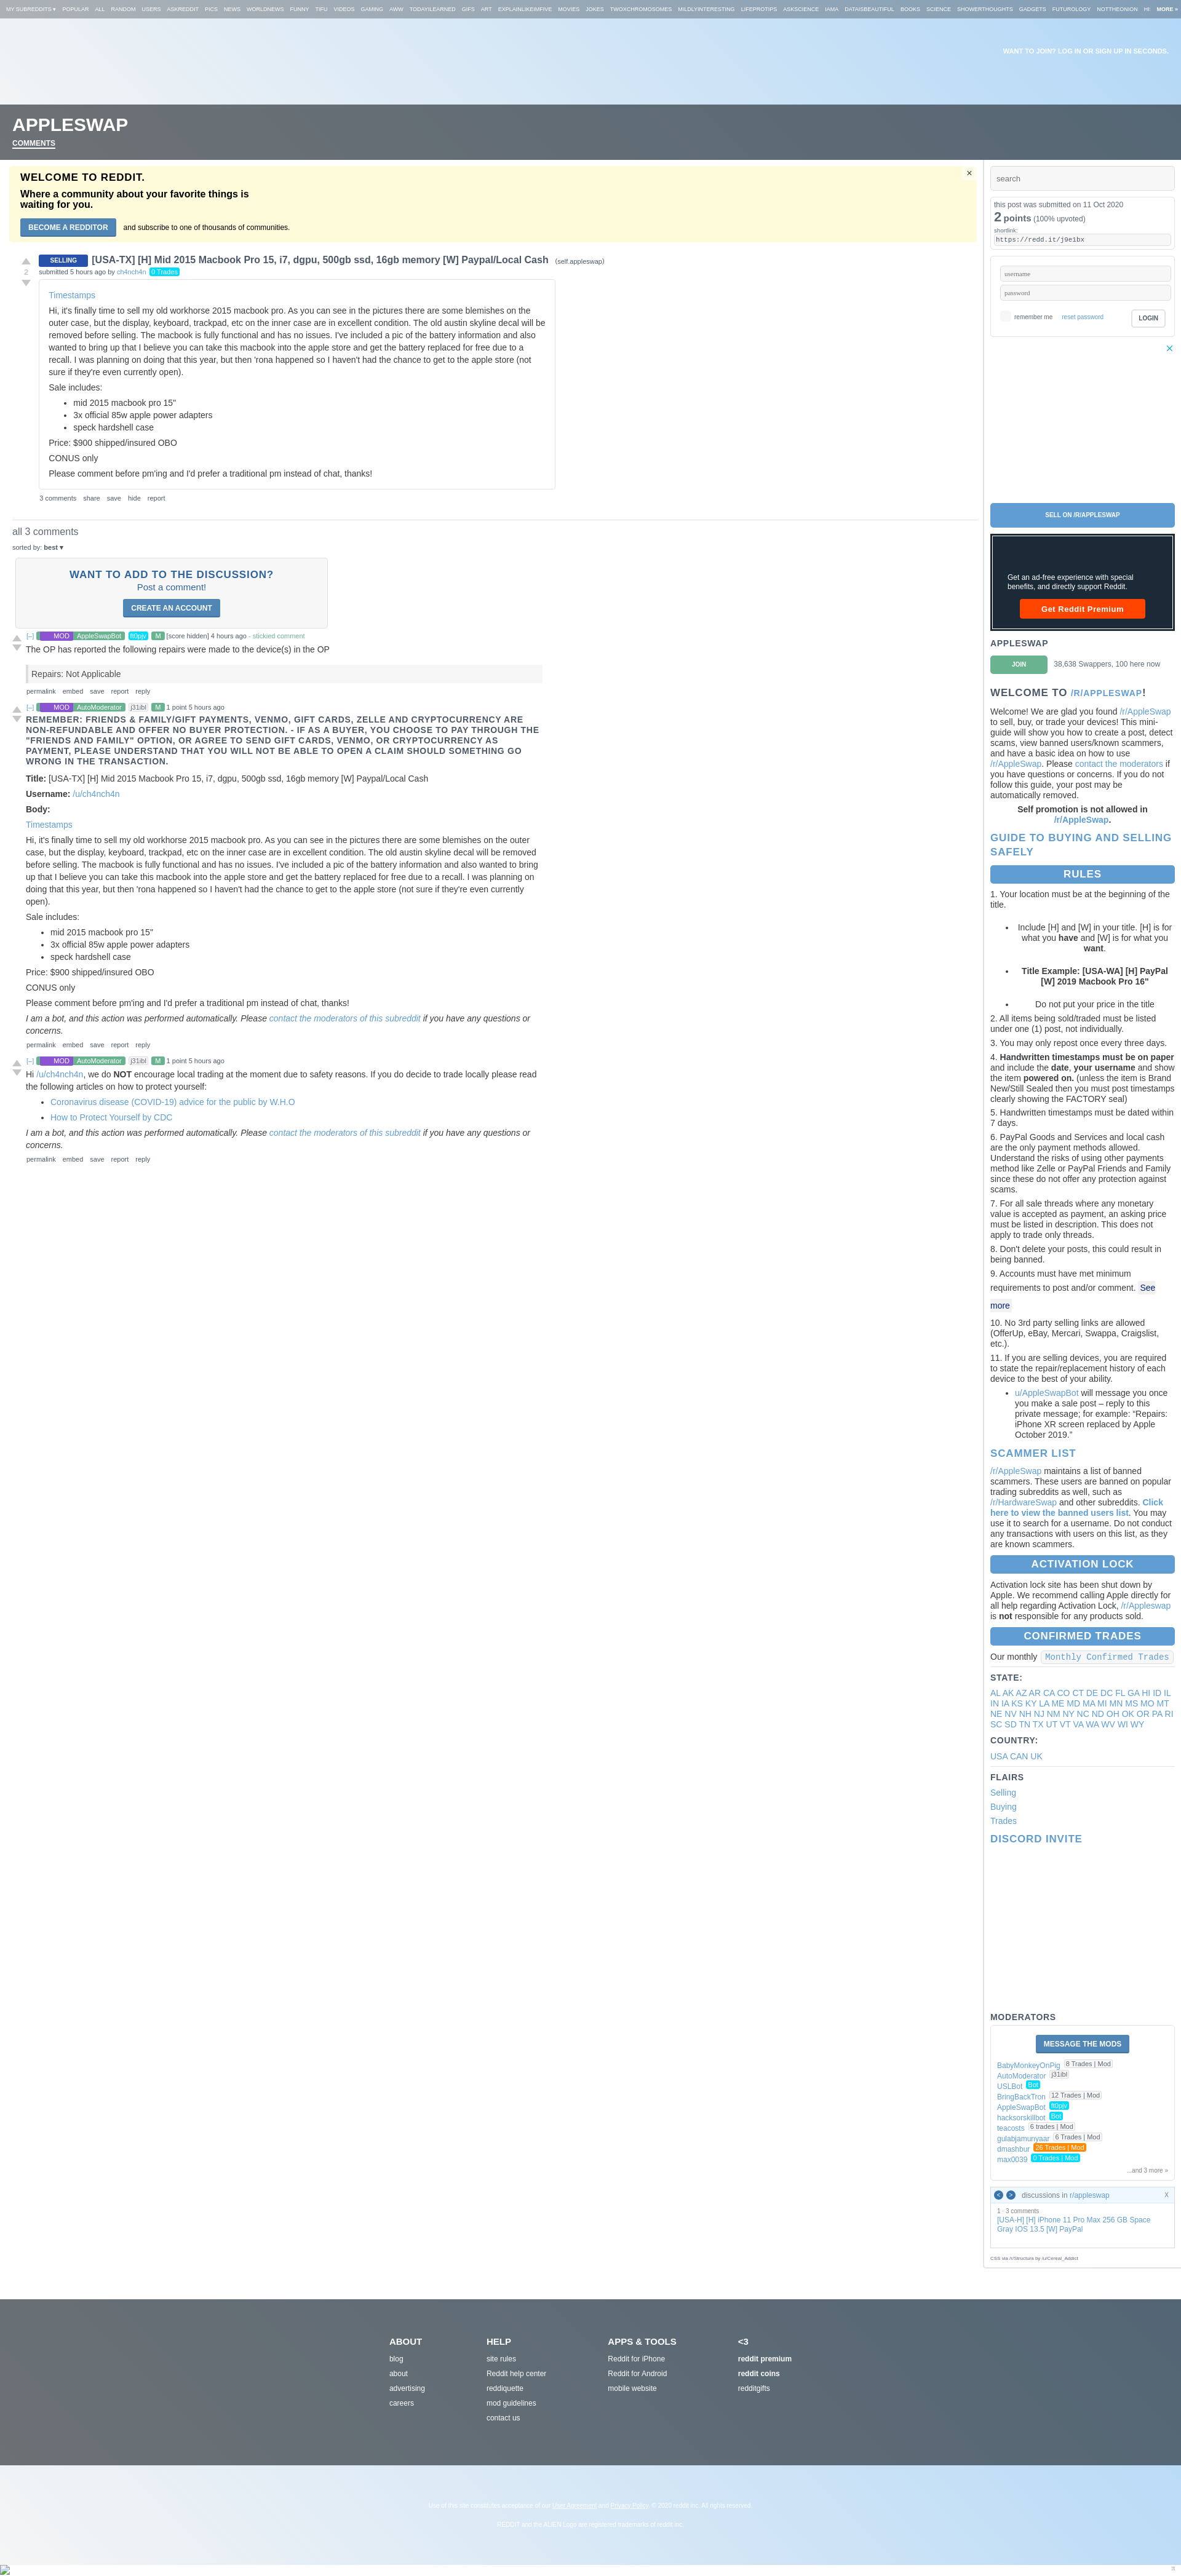 MY SUBREDDITS ▾ POPULAR ALL RANDOM USERS ASKREDDIT PICS NEWS WORLDNEWS FUNNY TIFU VIDEOS GAMING AWW TODAYILEARNED GIFS ART EXPLAINLIKEIMFIVE MOVIES JOKES TWOXCHROMOSOMES MILDLYINTERESTING LIFEPROTIPS ASKSCIENCE IAMA DATAISBEAUTIFUL BOOKS SCIENCE SHOWERTHOUGHTS GADGETS FUTUROLOGY NOTTHEONION HI MORE »
WANT TO JOIN? LOG IN OR SIGN UP IN SECONDS.
APPLESWAP
COMMENTS
WELCOME TO REDDIT.
Where a community about your favorite things is
waiting for you.
BECOME A REDDITOR and subscribe to one of thousands of communities.
×
2
SELLING [USA-TX] [H] Mid 2015 Macbook Pro 15, i7, dgpu, 500gb ssd, 16gb memory [W] Paypal/Local Cash (self.appleswap)
submitted 5 hours ago by ch4nch4n 0 Trades
Timestamps
Hi, it's finally time to sell my old workhorse 2015 macbook pro. As you can see in the pictures there are some blemishes on the
outer case, but the display, keyboard, trackpad, etc on the inner case are in excellent condition. The old austin skyline decal will be
removed before selling. The macbook is fully functional and has no issues. I've included a pic of the battery information and also
wanted to bring up that I believe you can take this macbook into the apple store and get the battery replaced for free due to a
recall. I was planning on doing that this year, but then 'rona happened so I haven't had the chance to get to the apple store (not
sure if they're even currently open).
Sale includes:
• mid 2015 macbook pro 15"
• 3x official 85w apple power adapters
• speck hardshell case
Price: $900 shipped/insured OBO
CONUS only
Please comment before pm'ing and I'd prefer a traditional pm instead of chat, thanks!
3 comments share save hide report
all 3 comments
sorted by: best ▾
WANT TO ADD TO THE DISCUSSION?
Post a comment!
CREATE AN ACCOUNT
[–] MOD AppleSwapBot ft0pjv M [score hidden] 4 hours ago - stickied comment
The OP has reported the following repairs were made to the device(s) in the OP
Repairs: Not Applicable
permalink embed save report reply
[–] MOD AutoModerator j31ibl M 1 point 5 hours ago
REMEMBER: FRIENDS & FAMILY/GIFT PAYMENTS, VENMO, GIFT CARDS, ZELLE AND CRYPTOCURRENCY ARE
NON-REFUNDABLE AND OFFER NO BUYER PROTECTION. - IF AS A BUYER, YOU CHOOSE TO PAY THROUGH THE
"FRIENDS AND FAMILY" OPTION, OR AGREE TO SEND GIFT CARDS, VENMO, OR CRYPTOCURRENCY AS
PAYMENT, PLEASE UNDERSTAND THAT YOU WILL NOT BE ABLE TO OPEN A CLAIM SHOULD SOMETHING GO
WRONG IN THE TRANSACTION.
Title: [USA-TX] [H] Mid 2015 Macbook Pro 15, i7, dgpu, 500gb ssd, 16gb memory [W] Paypal/Local Cash
Username: /u/ch4nch4n
Body:
Timestamps
Hi, it's finally time to sell my old workhorse 2015 macbook pro. As you can see in the pictures there are some blemishes on the outer
case, but the display, keyboard, trackpad, etc on the inner case are in excellent condition. The old austin skyline decal will be removed
before selling. The macbook is fully functional and has no issues. I've included a pic of the battery information and also wanted to bring
up that I believe you can take this macbook into the apple store and get the battery replaced for free due to a recall. I was planning on
doing that this year, but then 'rona happened so I haven't had the chance to get to the apple store (not sure if they're even currently
open).
Sale includes:
• mid 2015 macbook pro 15"
• 3x official 85w apple power adapters
• speck hardshell case
Price: $900 shipped/insured OBO
CONUS only
Please comment before pm'ing and I'd prefer a traditional pm instead of chat, thanks!
I am a bot, and this action was performed automatically. Please contact the moderators of this subreddit if you have any questions or
concerns.
permalink embed save report reply
[–] MOD AutoModerator j31ibl M 1 point 5 hours ago
Hi /u/ch4nch4n, we do NOT encourage local trading at the moment due to safety reasons. If you do decide to trade locally please read
the following articles on how to protect yourself:
• Coronavirus disease (COVID-19) advice for the public by W.H.O
• How to Protect Yourself by CDC
I am a bot, and this action was performed automatically. Please contact the moderators of this subreddit if you have any questions or
concerns.
permalink embed save report reply
search
this post was submitted on 11 Oct 2020
2 points (100% upvoted)
shortlink:
https://redd.it/j9eibx
username
password
remember me reset password LOGIN
SELL ON /R/APPLESWAP
Get an ad-free experience with special
benefits, and directly support Reddit.
Get Reddit Premium
APPLESWAP
JOIN 38,638 Swappers, 100 here now
WELCOME TO /R/APPLESWAP!
Welcome! We are glad you found /r/AppleSwap
to sell, buy, or trade your devices! This mini-
guide will show you how to create a post, detect
scams, view banned users/known scammers,
and have a basic idea on how to use
/r/AppleSwap. Please contact the moderators if
you have questions or concerns. If you do not
follow this guide, your post may be
automatically removed.
Self promotion is not allowed in
/r/AppleSwap.
GUIDE TO BUYING AND SELLING
SAFELY
RULES
1. Your location must be at the beginning of the
title.
• Include [H] and [W] in your title. [H] is for
what you have and [W] is for what you
want.
• Title Example: [USA-WA] [H] PayPal
[W] 2019 Macbook Pro 16"
• Do not put your price in the title
2. All items being sold/traded must be listed
under one (1) post, not individually.
3. You may only repost once every three days.
4. Handwritten timestamps must be on paper
and include the date, your username and show
the item powered on. (unless the item is Brand
New/Still Sealed then you must post timestamps
clearly showing the FACTORY seal)
5. Handwritten timestamps must be dated within
7 days.
6. PayPal Goods and Services and local cash
are the only payment methods allowed.
Understand the risks of using other payments
method like Zelle or PayPal Friends and Family
since these do not offer any protection against
scams.
7. For all sale threads where any monetary
value is accepted as payment, an asking price
must be listed in description. This does not
apply to trade only threads.
8. Don't delete your posts, this could result in
being banned.
9. Accounts must have met minimum
requirements to post and/or comment. See
more
10. No 3rd party selling links are allowed
(OfferUp, eBay, Mercari, Swappa, Craigslist,
etc.).
11. If you are selling devices, you are required
to state the repair/replacement history of each
device to the best of your ability.
• u/AppleSwapBot will message you once
you make a sale post – reply to this
private message; for example: “Repairs:
iPhone XR screen replaced by Apple
October 2019.”
SCAMMER LIST
/r/AppleSwap maintains a list of banned
scammers. These users are banned on popular
trading subreddits as well, such as
/r/HardwareSwap and other subreddits. Click
here to view the banned users list. You may
use it to search for a username. Do not conduct
any transactions with users on this list, as they
are known scammers.
ACTIVATION LOCK
Activation lock site has been shut down by
Apple. We recommend calling Apple directly for
all help regarding Activation Lock, /r/Appleswap
is not responsible for any products sold.
CONFIRMED TRADES
Our monthly Monthly Confirmed Trades
STATE:
AL AK AZ AR CA CO CT DE DC FL GA HI ID IL
IN IA KS KY LA ME MD MA MI MN MS MO MT
NE NV NH NJ NM NY NC ND OH OK OR PA RI
SC SD TN TX UT VT VA WA WV WI WY
COUNTRY:
USA CAN UK
FLAIRS
Selling
Buying
Trades
DISCORD INVITE
MODERATORS
MESSAGE THE MODS
BabyMonkeyOnPig 8 Trades | Mod
AutoModerator j31ibl
USLBot Bot
BringBackTron 12 Trades | Mod
AppleSwapBot ft0pjv
hacksorskillbot Bot
teacosts 6 trades | Mod
gulabjamunyaar 6 Trades | Mod
dmashbur 26 Trades | Mod
max0039 0 Trades | Mod
...and 3 more »
< > discussions in r/appleswap X
1 · 3 comments
[USA-H] [H] iPhone 11 Pro Max 256 GB Space
Gray IOS 13.5 [W] PayPal
CSS via /r/Structura by /u/Cereal_Addict
ABOUT
blog
about
advertising
careers
HELP
site rules
Reddit help center
reddiquette
mod guidelines
contact us
APPS & TOOLS
Reddit for iPhone
Reddit for Android
mobile website
<3
reddit premium
reddit coins
redditgifts
Use of this site constitutes acceptance of our User Agreement and Privacy Policy. © 2020 reddit inc. All rights reserved.
REDDIT and the ALIEN Logo are registered trademarks of reddit inc.
π